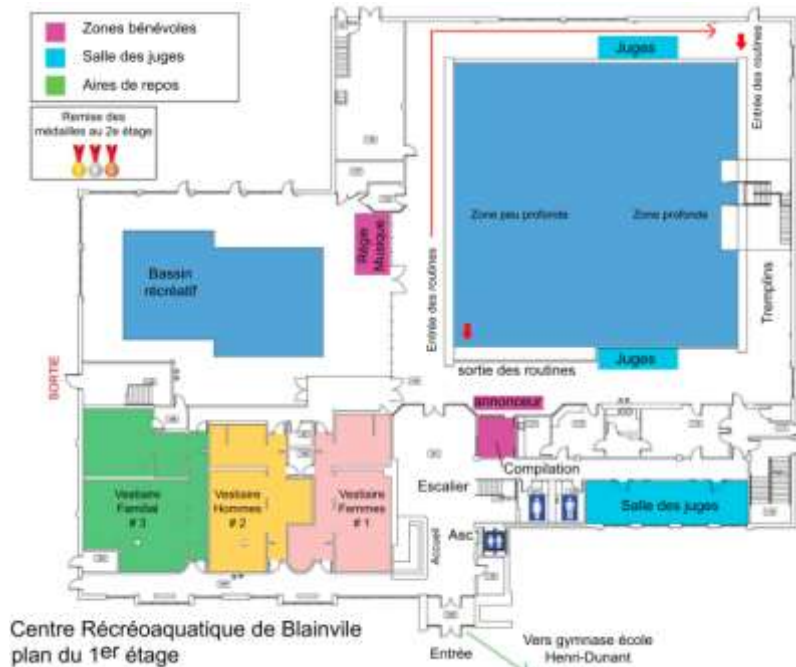 Zones bénévoles
Salle des juges
Aires de repos
Remise des
médailles au 2e étage
Juges
Entrée des routines
Zone peu profonde
Zone profonde
Régie
Musique
Bassin
récréatif
Entrée des routines
Tremplins
SORTIE
Juges
sortie des routines
annonceur
Compilation
Escalier
Vestiaire
Familial
# 3
Vestiaire
Hommes
# 2
Vestiaire
Femmes
# 1
Salle des juges
Accueil
Asc
Centre Récréoaquatique de Blainvile
plan du 1er étage
Entrée
Vers gymnase école
Henri-Dunant